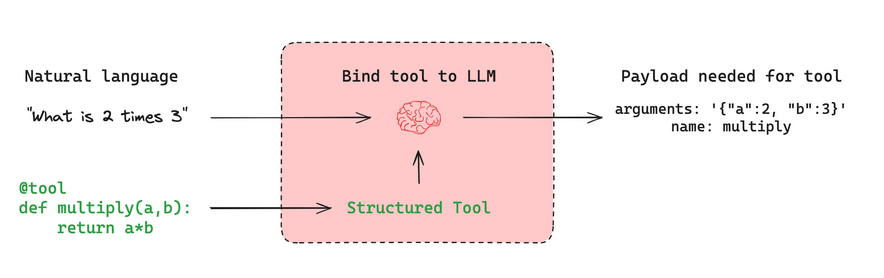 Natural language
Bind tool to LLM
Payload needed for tool
"What is 2 times 3"
arguments: '{"a":2, "b":3}'
name: multiply
@tool
def multiply(a,b):
    return a*b
Structured Tool